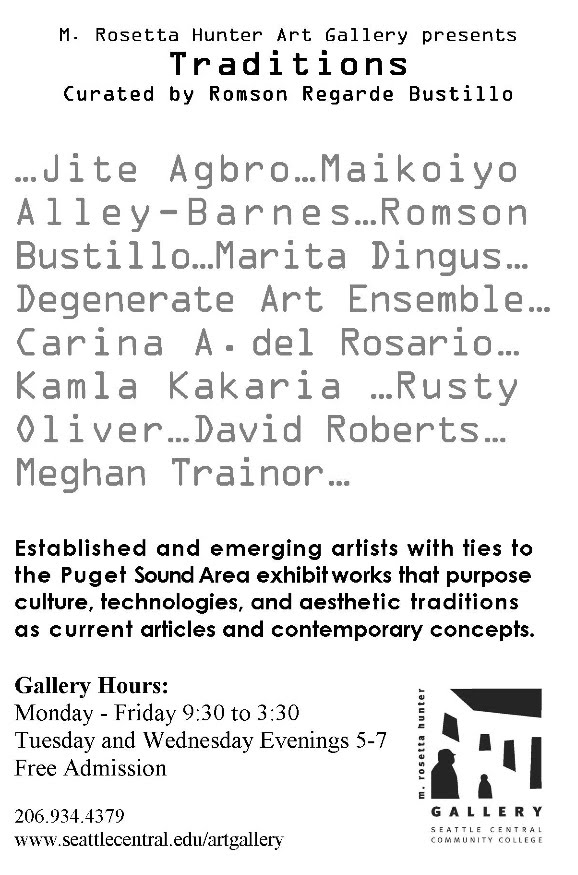 M. Rosetta Hunter Art Gallery presents
Traditions
Curated by Romson Regarde Bustillo
…Jite Agbro…Maikoiyo
Alley-Barnes…Romson
Bustillo…Marita Dingus…
Degenerate Art Ensemble…
Carina A. del Rosario…
Kamla Kakaria …Rusty
Oliver…David Roberts…
Meghan Trainor…
Established and emerging artists with ties to
the Puget Sound Area exhibit works that purpose
culture, technologies, and aesthetic traditions
as current articles and contemporary concepts.
Gallery Hours:
Monday - Friday 9:30 to 3:30
Tuesday and Wednesday Evenings 5-7
Free Admission
206.934.4379
www.seattlecentral.edu/artgallery
m. rosetta hunter
GALLERY
SEATTLE CENTRAL
COMMUNITY COLLEGE